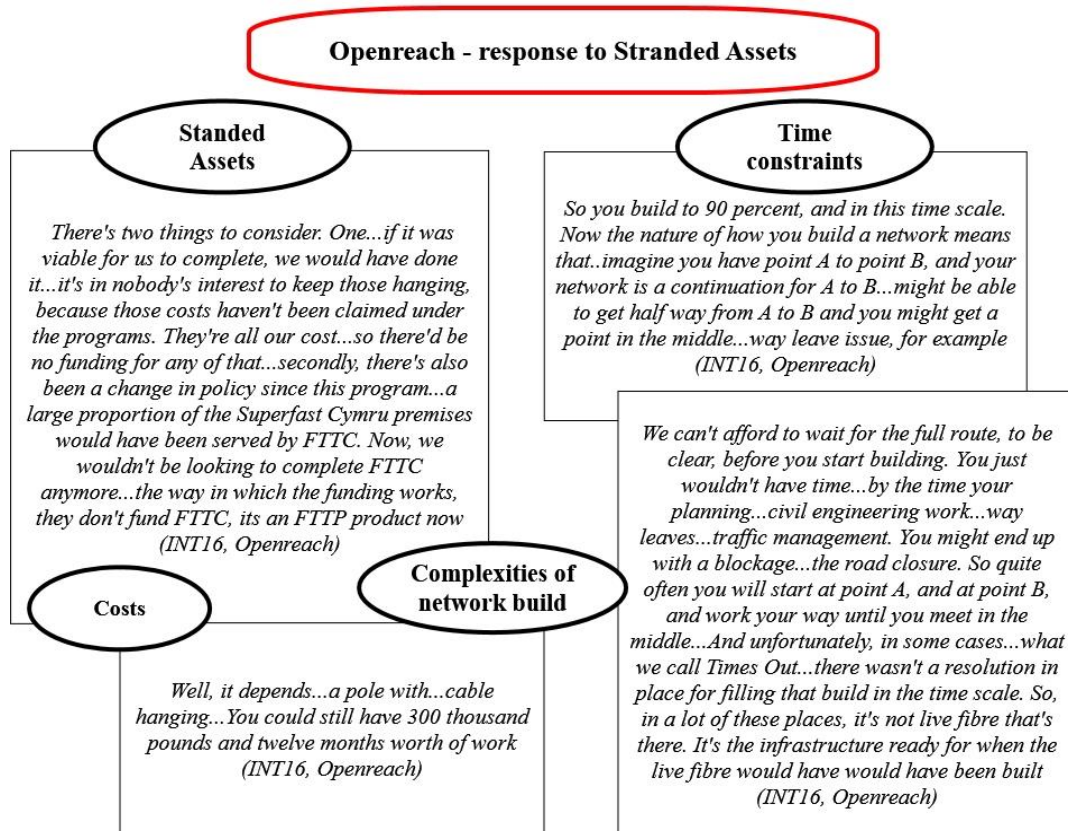 Openreach - response to Stranded Assets
Standed
Assets
There's two things to consider. One...if it was
viable for us to complete, we would have done
it...it's in nobody's interest to keep those hanging,
because those costs haven't been claimed under
the programs. They're all our cost...so there'd be
no funding for any of that...secondly, there's also
been a change in policy since this program...a
large proportion of the Superfast Cymru premises
would have been served by FTTC. Now, we
wouldn't be looking to complete FTTC
anymore...the way in which the funding works,
they don't fund FTTC, its an FTTP product now
(INT16, Openreach)
Time
constraints
So you build to 90 percent, and in this time scale.
Now the nature of how you build a network means
that..imagine you have point A to point B, and your
network is a continuation for A to B...might be able
to get half way from A to B and you might get a
point in the middle...way leave issue, for example
(INT16, Openreach)
Costs
Complexities of
network build
Well, it depends...a pole with...cable
hanging...You could still have 300 thousand
pounds and twelve months worth of work
(INT16, Openreach)
We can't afford to wait for the full route, to be
clear, before you start building. You just
wouldn't have time...by the time your
planning...civil engineering work...way
leaves...traffic management. You might end up
with a blockage...the road closure. So quite
often you will start at point A, and at point B,
and work your way until you meet in the
middle...And unfortunately, in some cases...what
we call Times Out...there wasn't a resolution in
place for filling that build in the time scale. So,
in a lot of these places, it's not live fibre that's
there. It's the infrastructure ready for when the
live fibre would have would have been built
(INT16, Openreach)